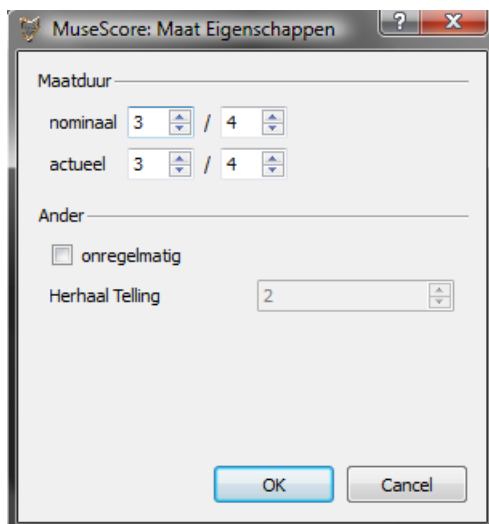 MuseScore: Maat Eigenschappen
Maatduur
nominaal 3 / 4
actueel 3 / 4
Ander
onregelmatig
Herhaal Telling 2
OK Cancel